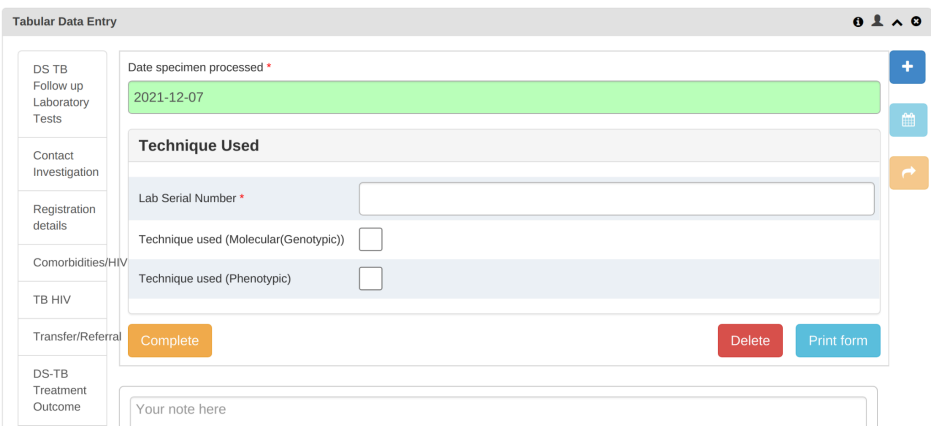 Tabular Data Entry
DS TB
Follow up
Laboratory
Tests
Contact
Investigation
Registration
details
Comorbidities/HIV
TB HIV
Transfer/Referral
DS-TB
Treatment
Outcome
Date specimen processed *
2021-12-07
Technique Used
Lab Serial Number *
Technique used (Molecular(Genotypic))
Technique used (Phenotypic)
Complete
Delete
Print form
Your note here